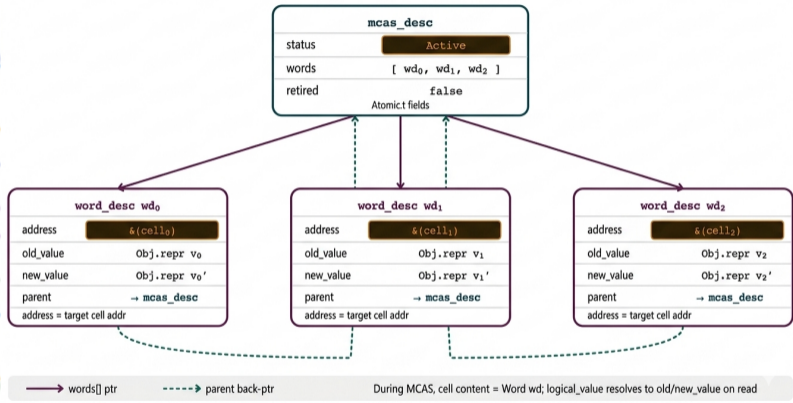 mcas_desc
status Active
words [ wd₀, wd₁, wd₂ ]
retired false
Atomic.t fields
word_desc wd₀
address &(cell₀)
old_value Obj.repr v₀
new_value Obj.repr v₀'
parent → mcas_desc
address = target cell addr
word_desc wd₁
address &(cell₁)
old_value Obj.repr v₁
new_value Obj.repr v₁'
parent → mcas_desc
address = target cell addr
word_desc wd₂
address &(cell₂)
old_value Obj.repr v₂
new_value Obj.repr v₂'
parent → mcas_desc
address = target cell addr
words[] ptr
parent back-ptr
During MCAS, cell content = Word wd; logical_value resolves to old/new_value on read